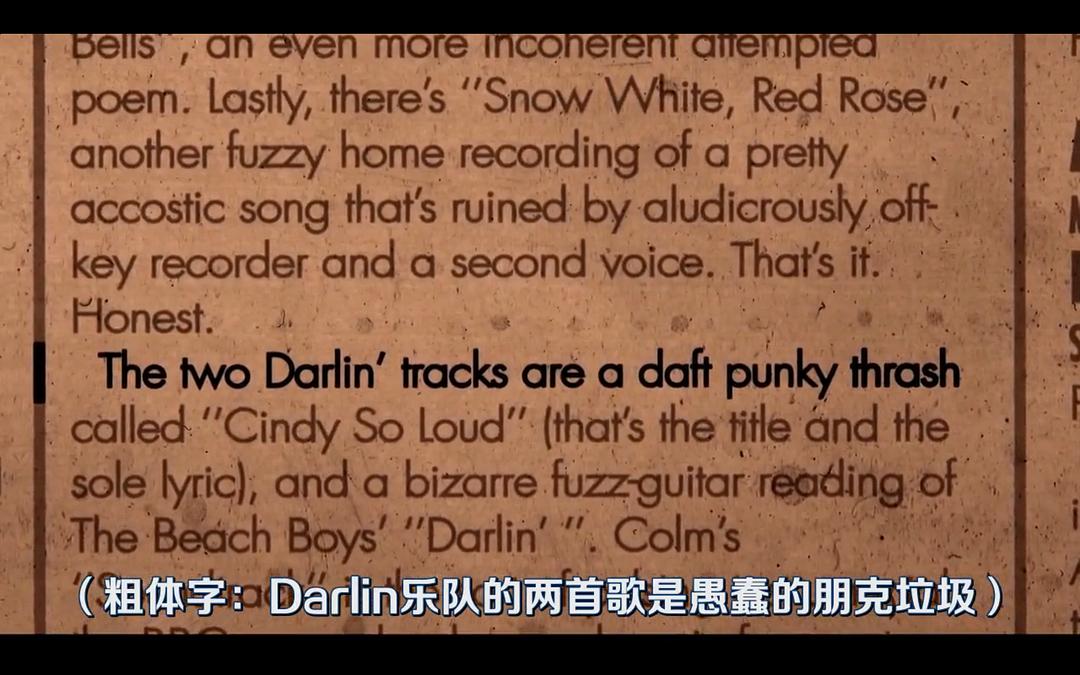 Bells", an even more incoherent attempted
poem. Lastly, there's "Snow White, Red Rose",
another fuzzy home recording of a pretty
accostic song that's ruined by aludicrously off-
key recorder and a second voice. That's it.
Honest.
The two Darlin' tracks are a daft punky thrash
called "Cindy So Loud" (that's the title and the
sole lyric), and a bizarre fuzz-guitar reading of
The Beach Boys' "Darlin' ". Colm's
（粗体字：Darlin乐队的两首歌是愚蠢的朋克垃圾）